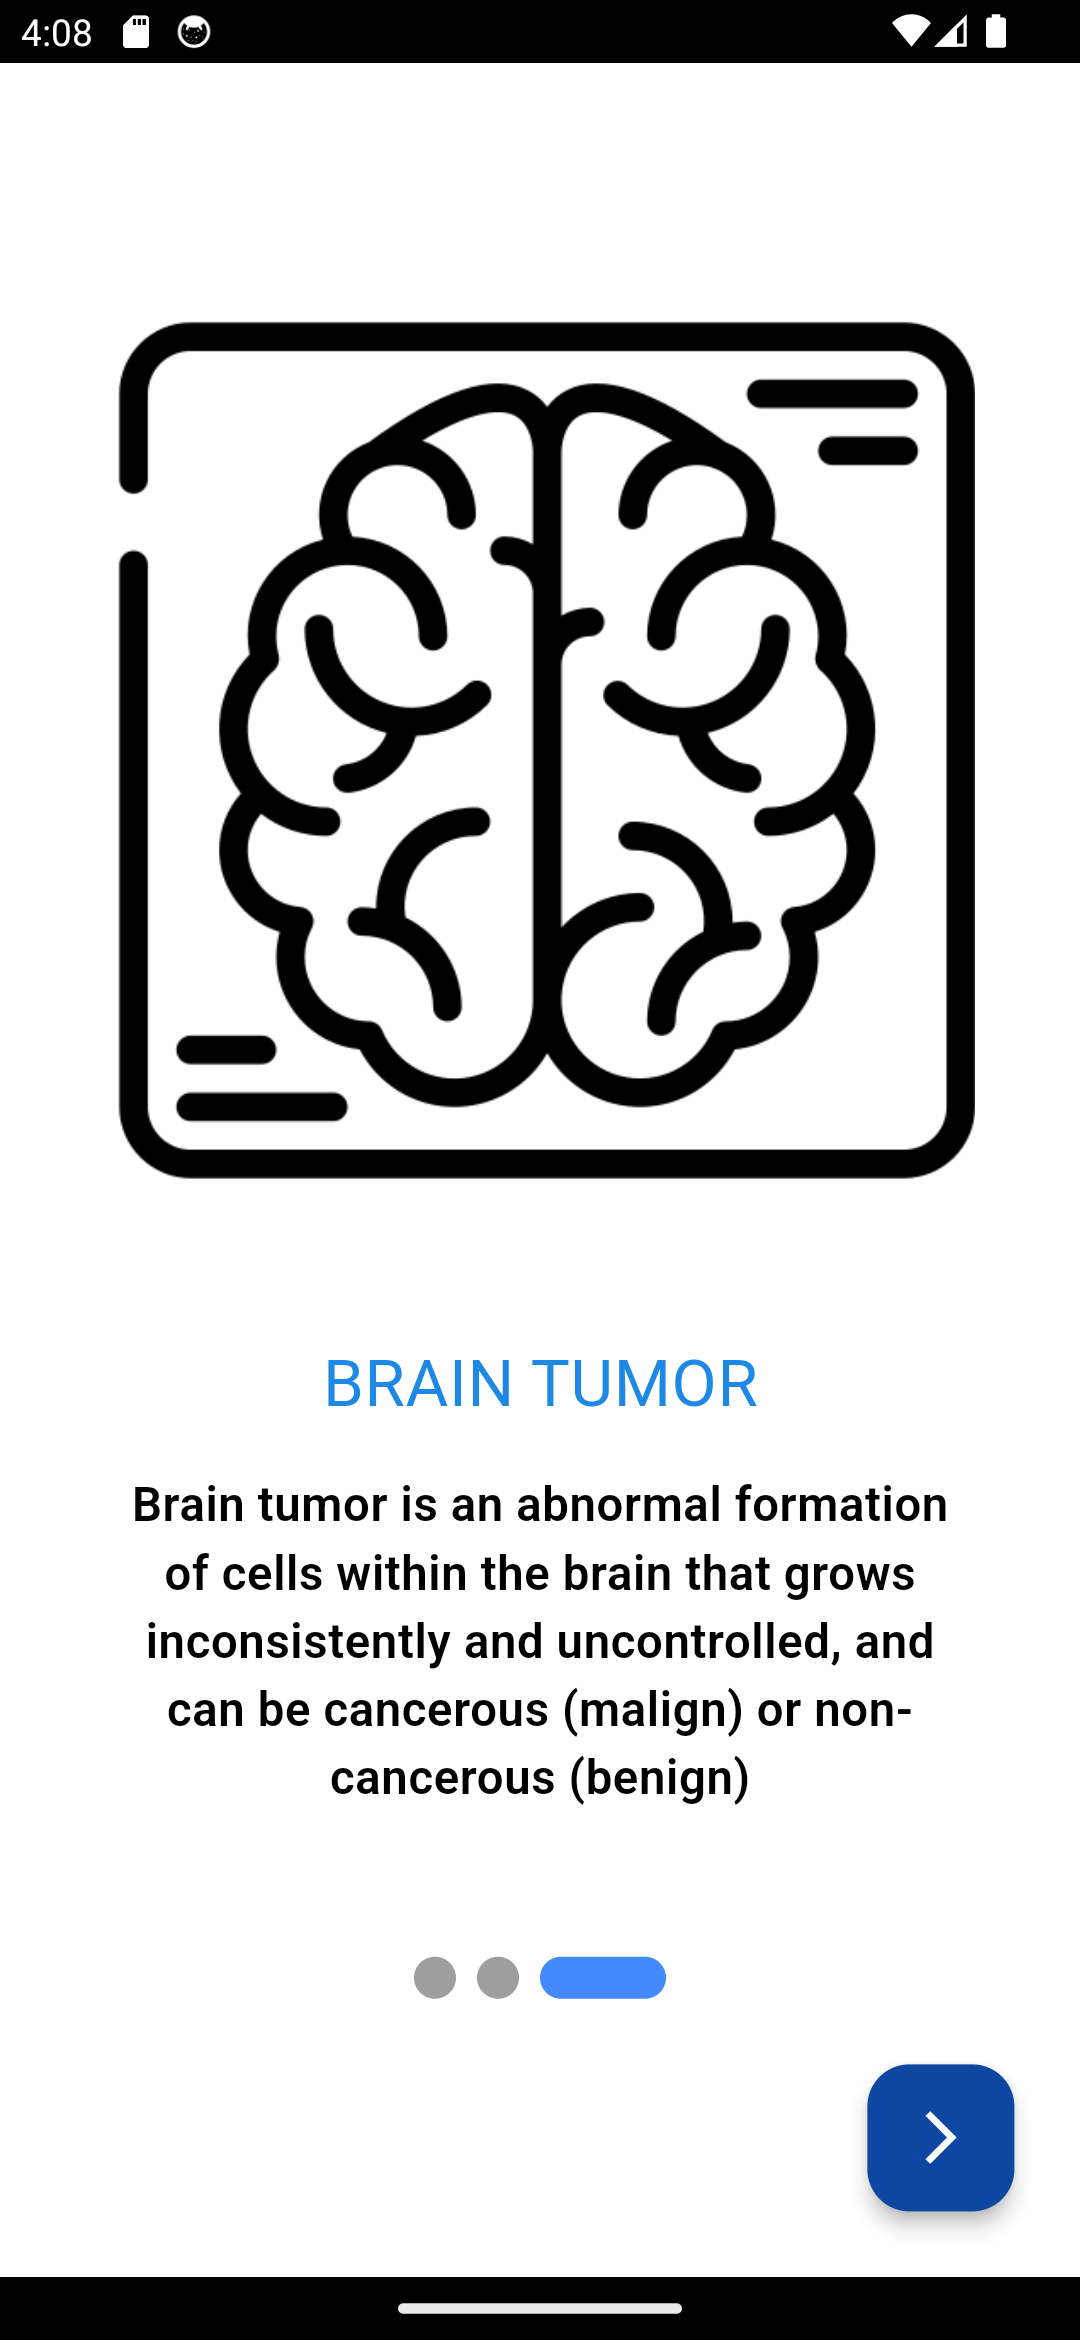 4:08
BRAIN TUMOR
Brain tumor is an abnormal formation
of cells within the brain that grows
inconsistently and uncontrolled, and
can be cancerous (malign) or non-
cancerous (benign)